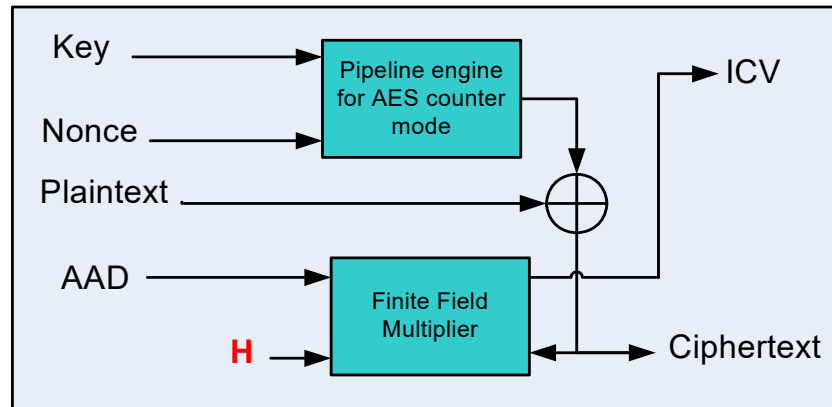 Key
Pipeline engine
for AES counter
mode
ICV
Nonce
Plaintext
AAD
Finite Field
Multiplier
H
Ciphertext